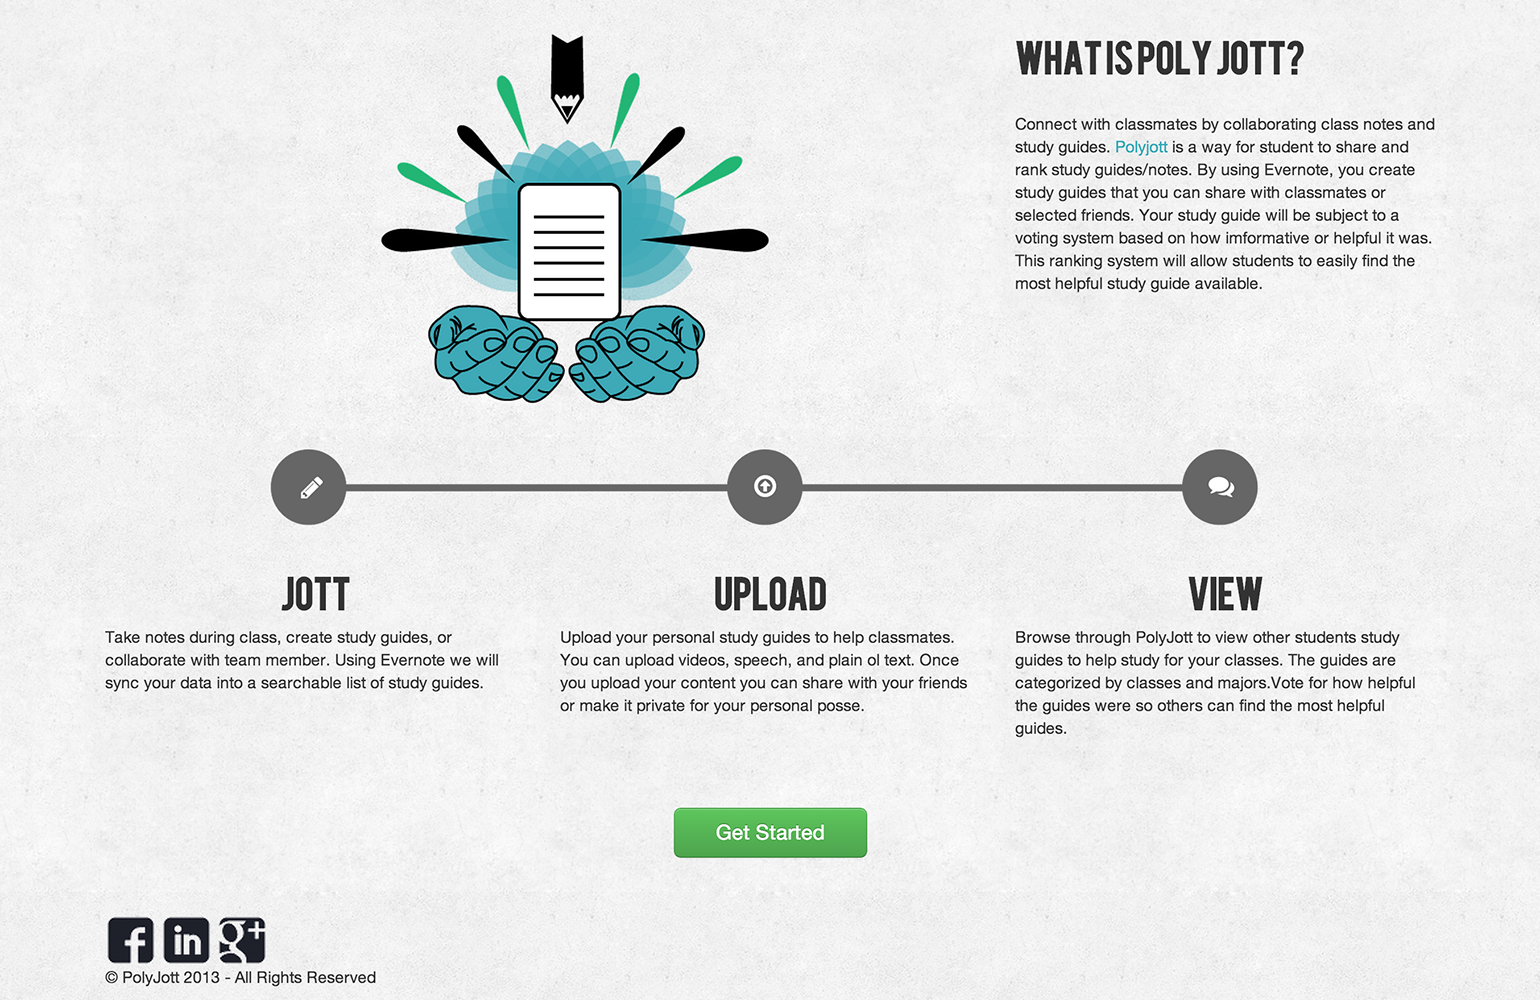 WHAT IS POLY JOTT?
Connect with classmates by collaborating class notes and
study guides. Polyjott is a way for student to share and
rank study guides/notes. By using Evernote, you create
study guides that you can share with classmates or
selected friends. Your study guide will be subject to a
voting system based on how imformative or helpful it was.
This ranking system will allow students to easily find the
most helpful study guide available.
JOTT
Take notes during class, create study guides, or
collaborate with team member. Using Evernote we will
sync your data into a searchable list of study guides.
UPLOAD
Upload your personal study guides to help classmates.
You can upload videos, speech, and plain ol text. Once
you upload your content you can share with your friends
or make it private for your personal posse.
VIEW
Browse through PolyJott to view other students study
guides to help study for your classes. The guides are
categorized by classes and majors.Vote for how helpful
the guides were so others can find the most helpful
guides.
Get Started
f in g+
© PolyJott 2013 - All Rights Reserved